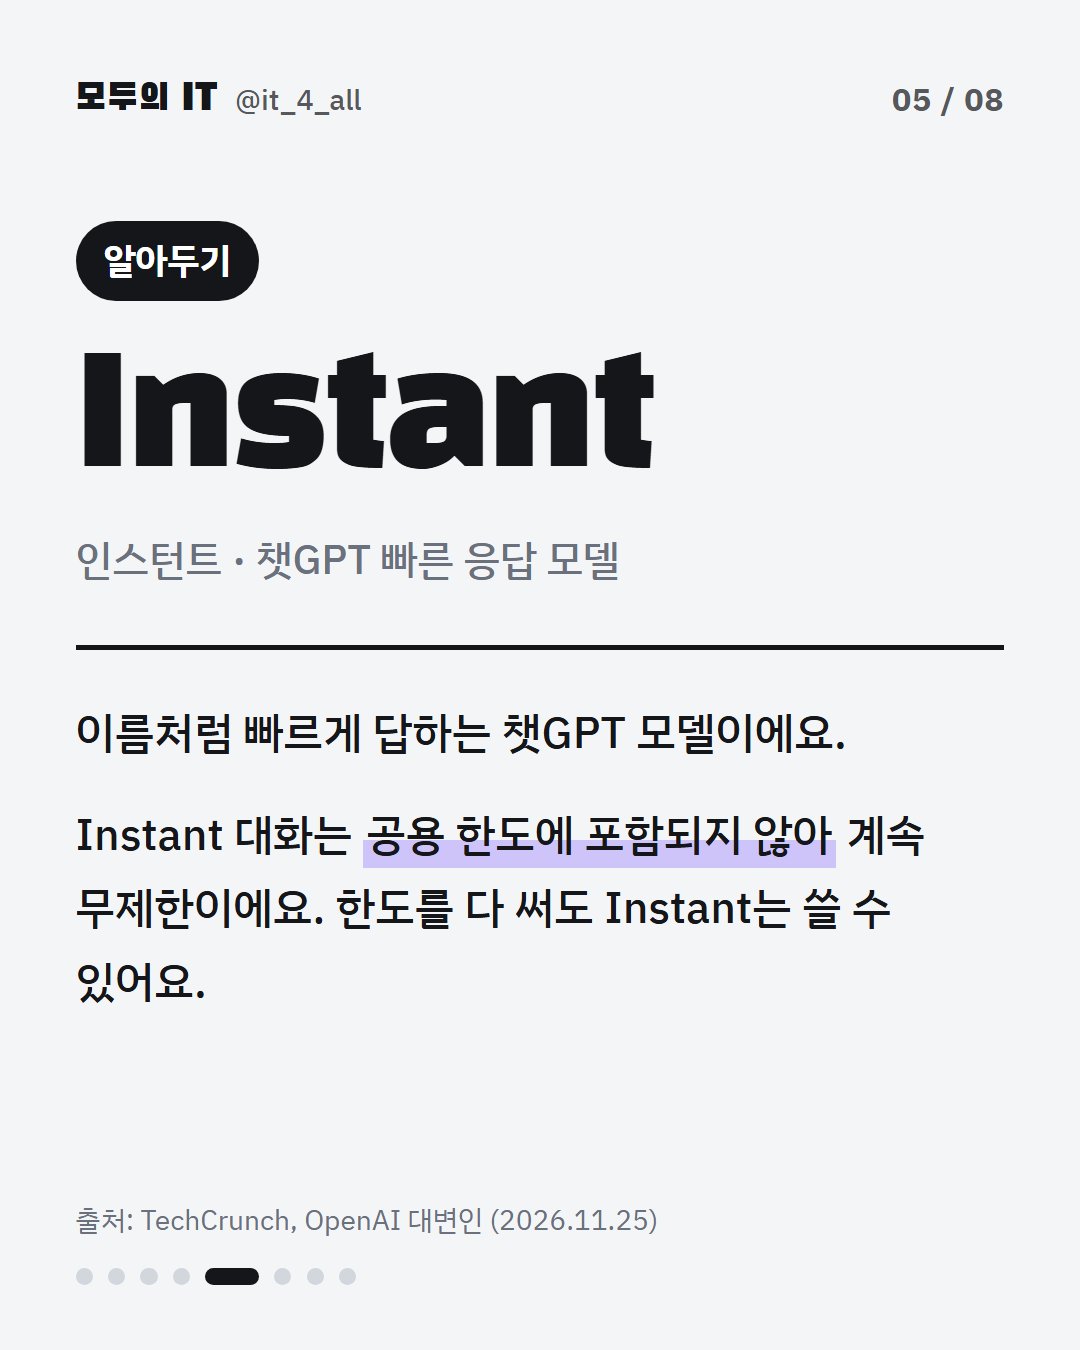 모두의 IT @it_4_all
05 / 08
알아두기
Instant
인스턴트 · 챗GPT 빠른 응답 모델
이름처럼 빠르게 답하는 챗GPT 모델이에요.
Instant 대화는 공용 한도에 포함되지 않아 계속
무제한이에요. 한도를 다 써도 Instant는 쓸 수
있어요.
출처: TechCrunch, OpenAI 대변인 (2026.11.25)